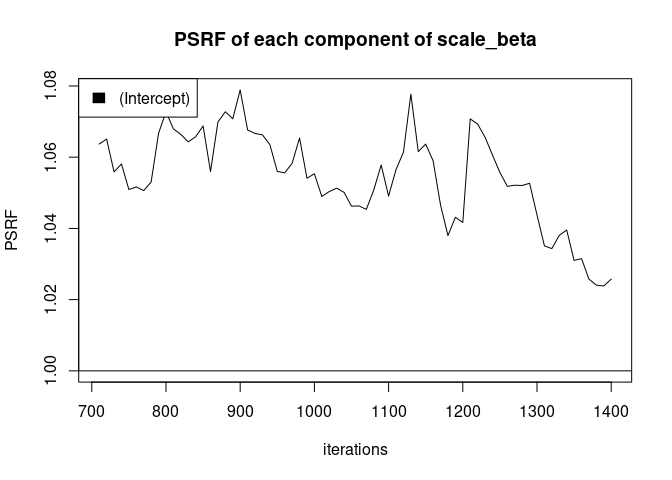 PSRF of each component of scale_beta
(Intercept)
PSRF
1.08
1.06
1.04
1.02
1.00
700 800 900 1000 1100 1200 1300 1400
iterations